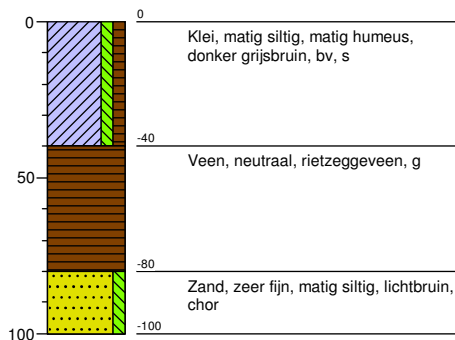 0
0
Klei, matig siltig, matig humeus,
donker grijsbruin, bv, s
-40
Veen, neutraal, rietzeggeveen, g
50
-80
Zand, zeer fijn, matig siltig, lichtbruin,
chor
100
-100